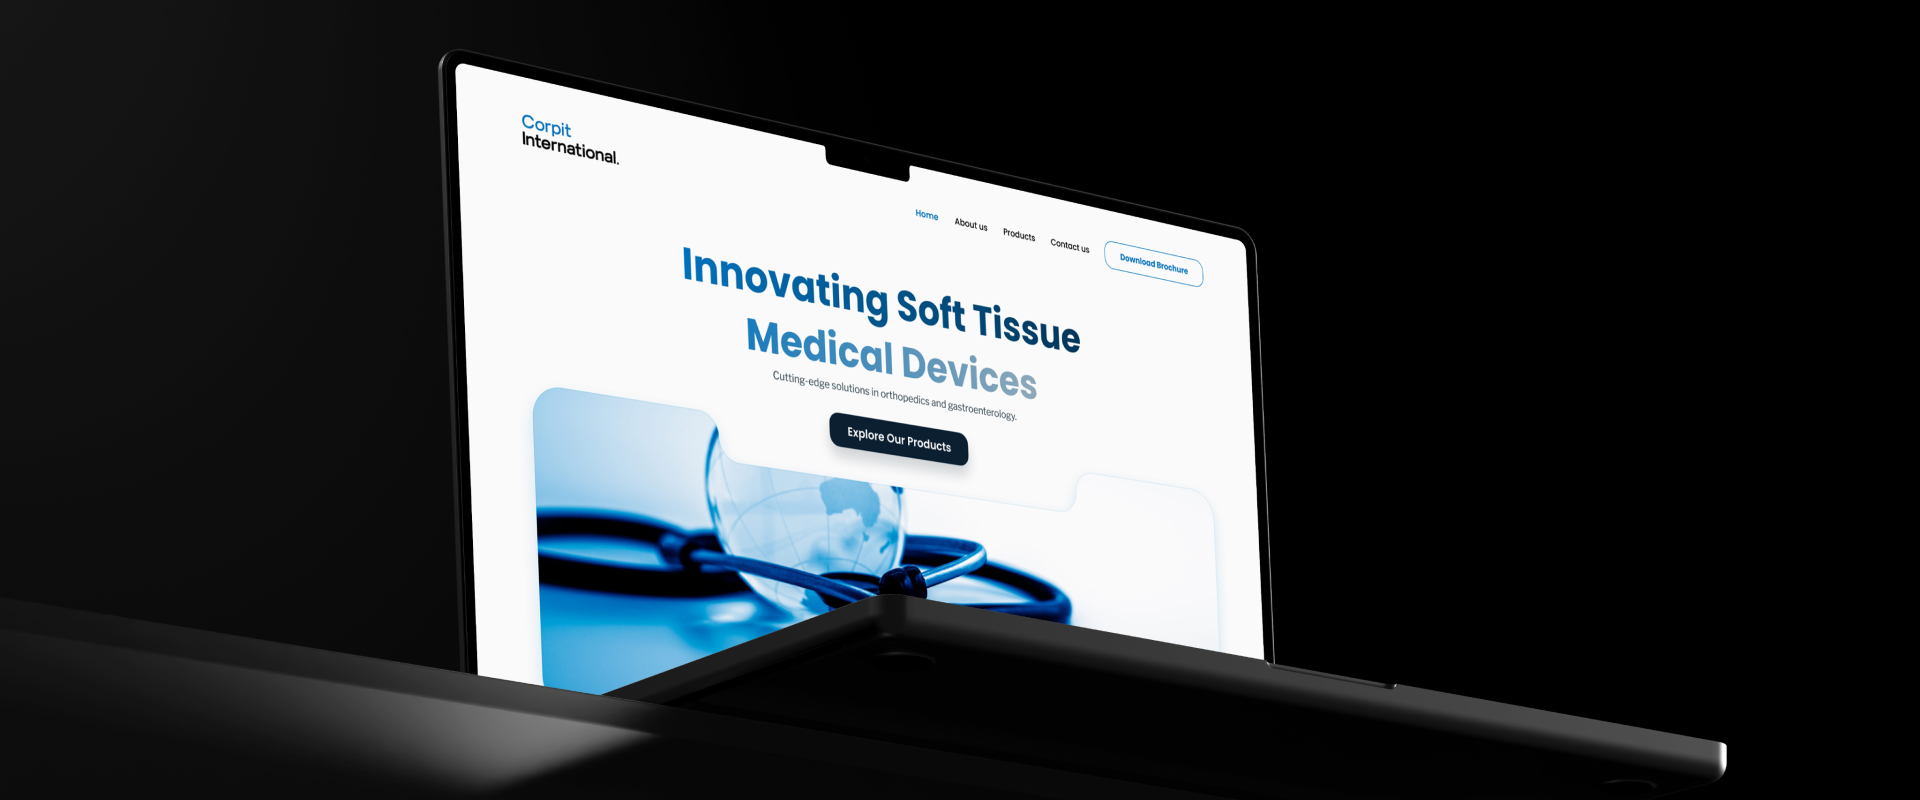 Corpit
International.
Home
About us
Products
Contact us
Download Brochure
Innovating Soft Tissue
Medical Devices
Cutting-edge solutions in orthopedics and gastroenterology.
Explore Our Products